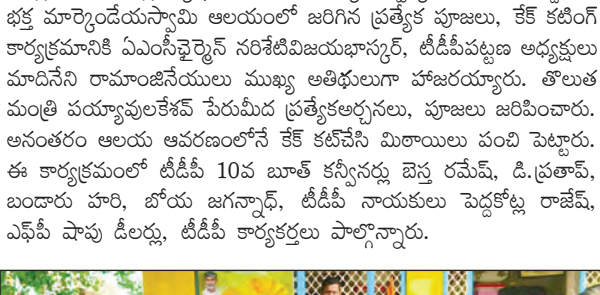 భక్త మార్కెండేయస్వామి ఆలయంలో జరిగిన ప్రత్యేక పూజలు, కేక్ కటింగ్
కార్యక్రమానికి ఏఎంసీఛైర్మెన్ నరిశేటివిజయభాస్కర్, టీడీపీపట్టణ అధ్యక్షులు
మాదినేని రామాంజినేయులు ముఖ్య అతిథులుగా హాజరయ్యారు. తొలుత
మంత్రి పయ్యావులకేశవ్ పేరుమీద ప్రత్యేకఅర్చనలు, పూజలు జరిపించారు.
అనంతరం ఆలయ ఆవరణంలోనే కేక్ కట్‌చేసి మిఠాయిలు పంచి పెట్టారు.
ఈ కార్యక్రమంలో టీడీపీ 10వ బూత్ కన్వీనర్లు బెస్త రమేష్, డి.ప్రతాప్,
బండారు హరి, బోయ జగన్నాధ్, టీడీపీ నాయకులు పెద్దకోట్ల రాజేష్,
ఎఫ్‌పీ షాపు డీలర్లు, టీడీపీ కార్యకర్తలు పాల్గొన్నారు.